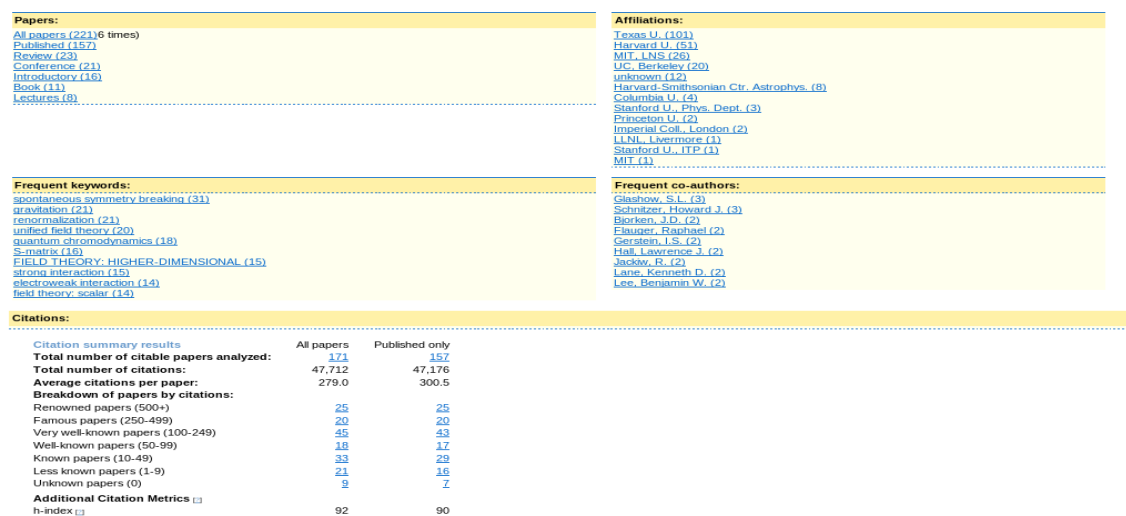 Papers:
All papers (221)6 times)
Published (157)
Review (23)
Conference (21)
Introductory (16)
Book (11)
Lectures (8)
Affiliations:
Texas U. (101)
Harvard U. (51)
MIT, LNS (26)
UC, Berkeley (20)
unknown (12)
Harvard-Smithsonian Ctr. Astrophys. (8)
Columbia U. (4)
Stanford U., Phys. Dept. (3)
Princeton U. (2)
Imperial Coll., London (2)
LLNL, Livermore (1)
Stanford U., ITP (1)
MIT (1)
Frequent keywords:
spontaneous symmetry breaking (31)
gravitation (21)
renormalization (21)
unified field theory (20)
quantum chromodynamics (18)
S-matrix (16)
FIELD THEORY: HIGHER-DIMENSIONAL (15)
strong interaction (15)
electroweak interaction (14)
field theory: scalar (14)
Frequent co-authors:
Glashow, S.L. (3)
Schnitzer, Howard J. (3)
Bjorken, J.D. (2)
Flauger, Raphael (2)
Gerstein, I.S. (2)
Hall, Lawrence J. (2)
Jackiw, R. (2)
Lane, Kenneth D. (2)
Lee, Benjamin W. (2)
Citations:
Citation summary results All papers Published only
Total number of citable papers analyzed: 171 157
Total number of citations: 47,712 47,176
Average citations per paper: 279.0 300.5
Breakdown of papers by citations:
Renowned papers (500+) 25 25
Famous papers (250-499) 20 20
Very well-known papers (100-249) 45 43
Well-known papers (50-99) 18 17
Known papers (10-49) 33 29
Less known papers (1-9) 21 16
Unknown papers (0) 9 7
Additional Citation Metrics [?]
h-index [?] 92 90